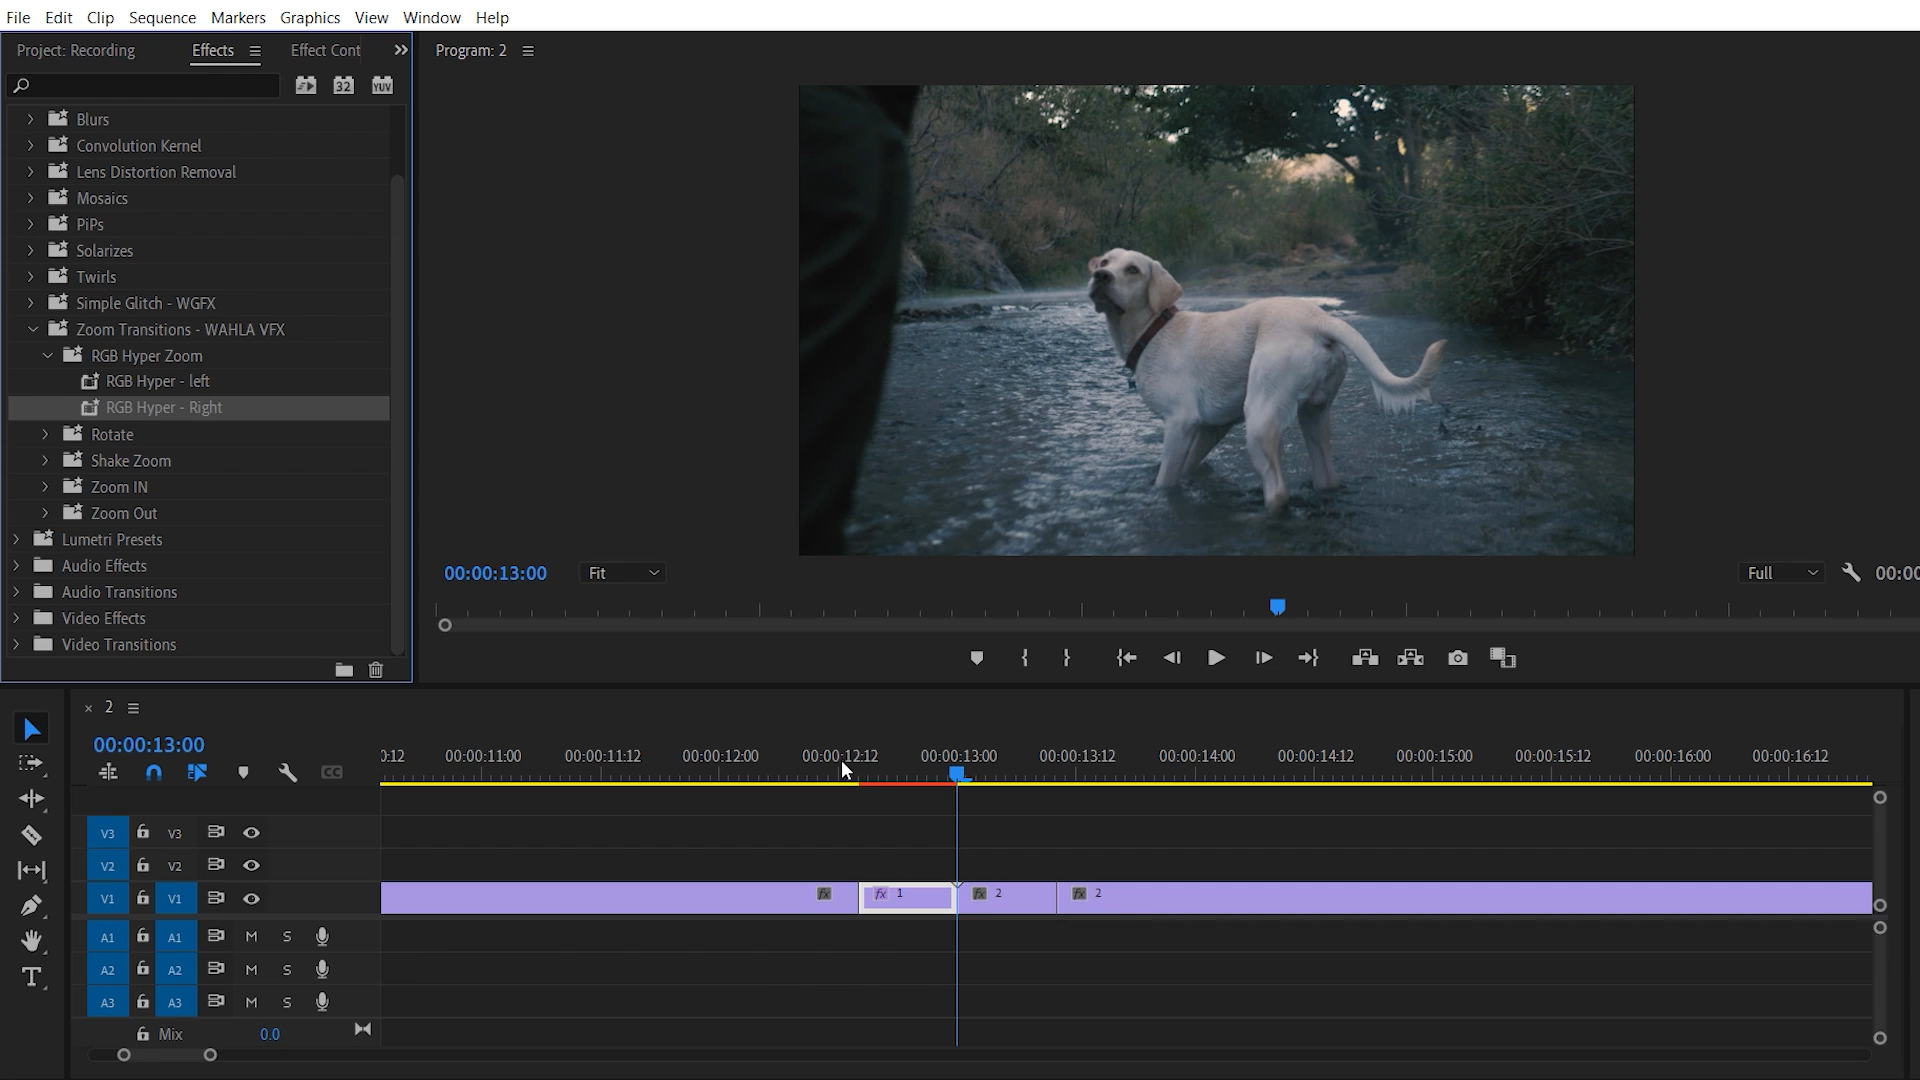 File Edit Clip Sequence Markers Graphics View Window Help
Project: Recording Effects Effect Cont
Program: 2
32 YUV
Blurs
Convolution Kernel
Lens Distortion Removal
Mosaics
PiPs
Solarizes
Twirls
Simple Glitch - WGFX
Zoom Transitions - WAHLA VFX
RGB Hyper Zoom
RGB Hyper - left
RGB Hyper - Right
Rotate
Shake Zoom
Zoom IN
Zoom Out
Lumetri Presets
Audio Effects
Audio Transitions
Video Effects
Video Transitions
00:00:13:00 Fit Full 00:00
2
00:00:13:00
0:12 00:00:11:00 00:00:11:12 00:00:12:00 00:00:12:12 00:00:13:00 00:00:13:12 00:00:14:00 00:00:14:12 00:00:15:00 00:00:15:12 00:00:16:00 00:00:16:12
CC
V3 V3
V2 V2
V1 V1 fx fx 1 fx 2 fx 2
A1 A1 M S
A2 A2 M S
A3 A3 M S
Mix 0.0